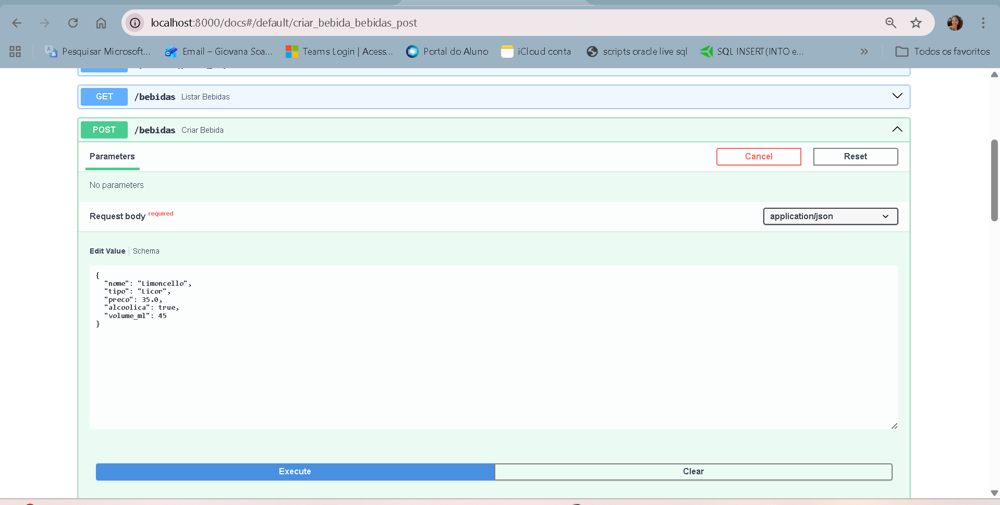 localhost:8000/docs#/default/criar_bebida_bebidas_post
Pesquisar Microsoft... Email – Giovana Soa... Teams Login | Acess... Portal do Aluno iCloud conta scripts oracle live sql SQL INSERT(INTO e... » Todos os favoritos
GET /bebidas Listar Bebidas
POST /bebidas Criar Bebida
Parameters Cancel Reset
No parameters
Request body required application/json
Edit Value | Schema
{
"nome": "Limoncello",
"tipo": "Licor",
"preco": 35.0,
"alcoolica": true,
"volume_ml": 45
}
Execute Clear